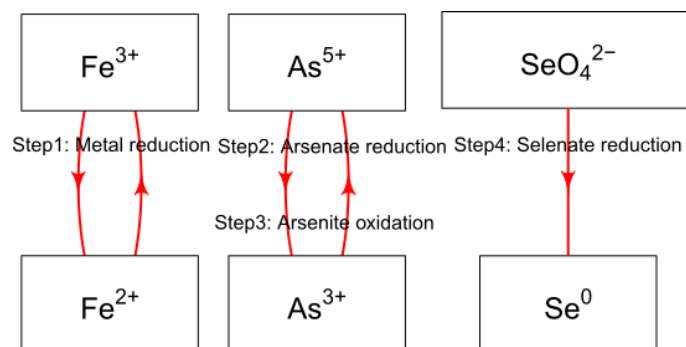 Fe³⁺ As⁵⁺ SeO₄²⁻
Step1: Metal reduction Step2: Arsenate reduction Step4: Selenate reduction
Step3: Arsenite oxidation
Fe²⁺ As³⁺ Se⁰